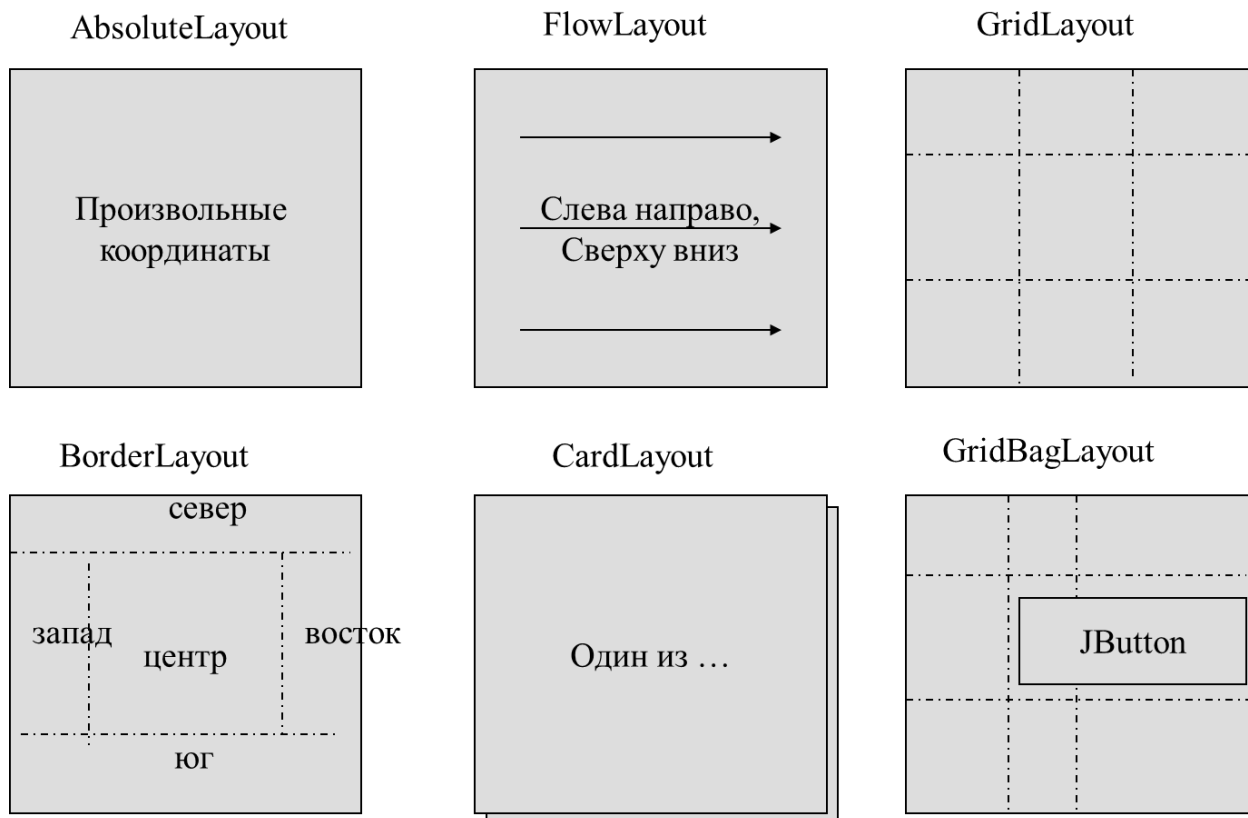 AbsoluteLayout
FlowLayout
GridLayout
Произвольные
координаты
Слева направо,
Сверху вниз
BorderLayout
CardLayout
GridBagLayout
север
запад
центр
восток
юг
Один из ...
JButton